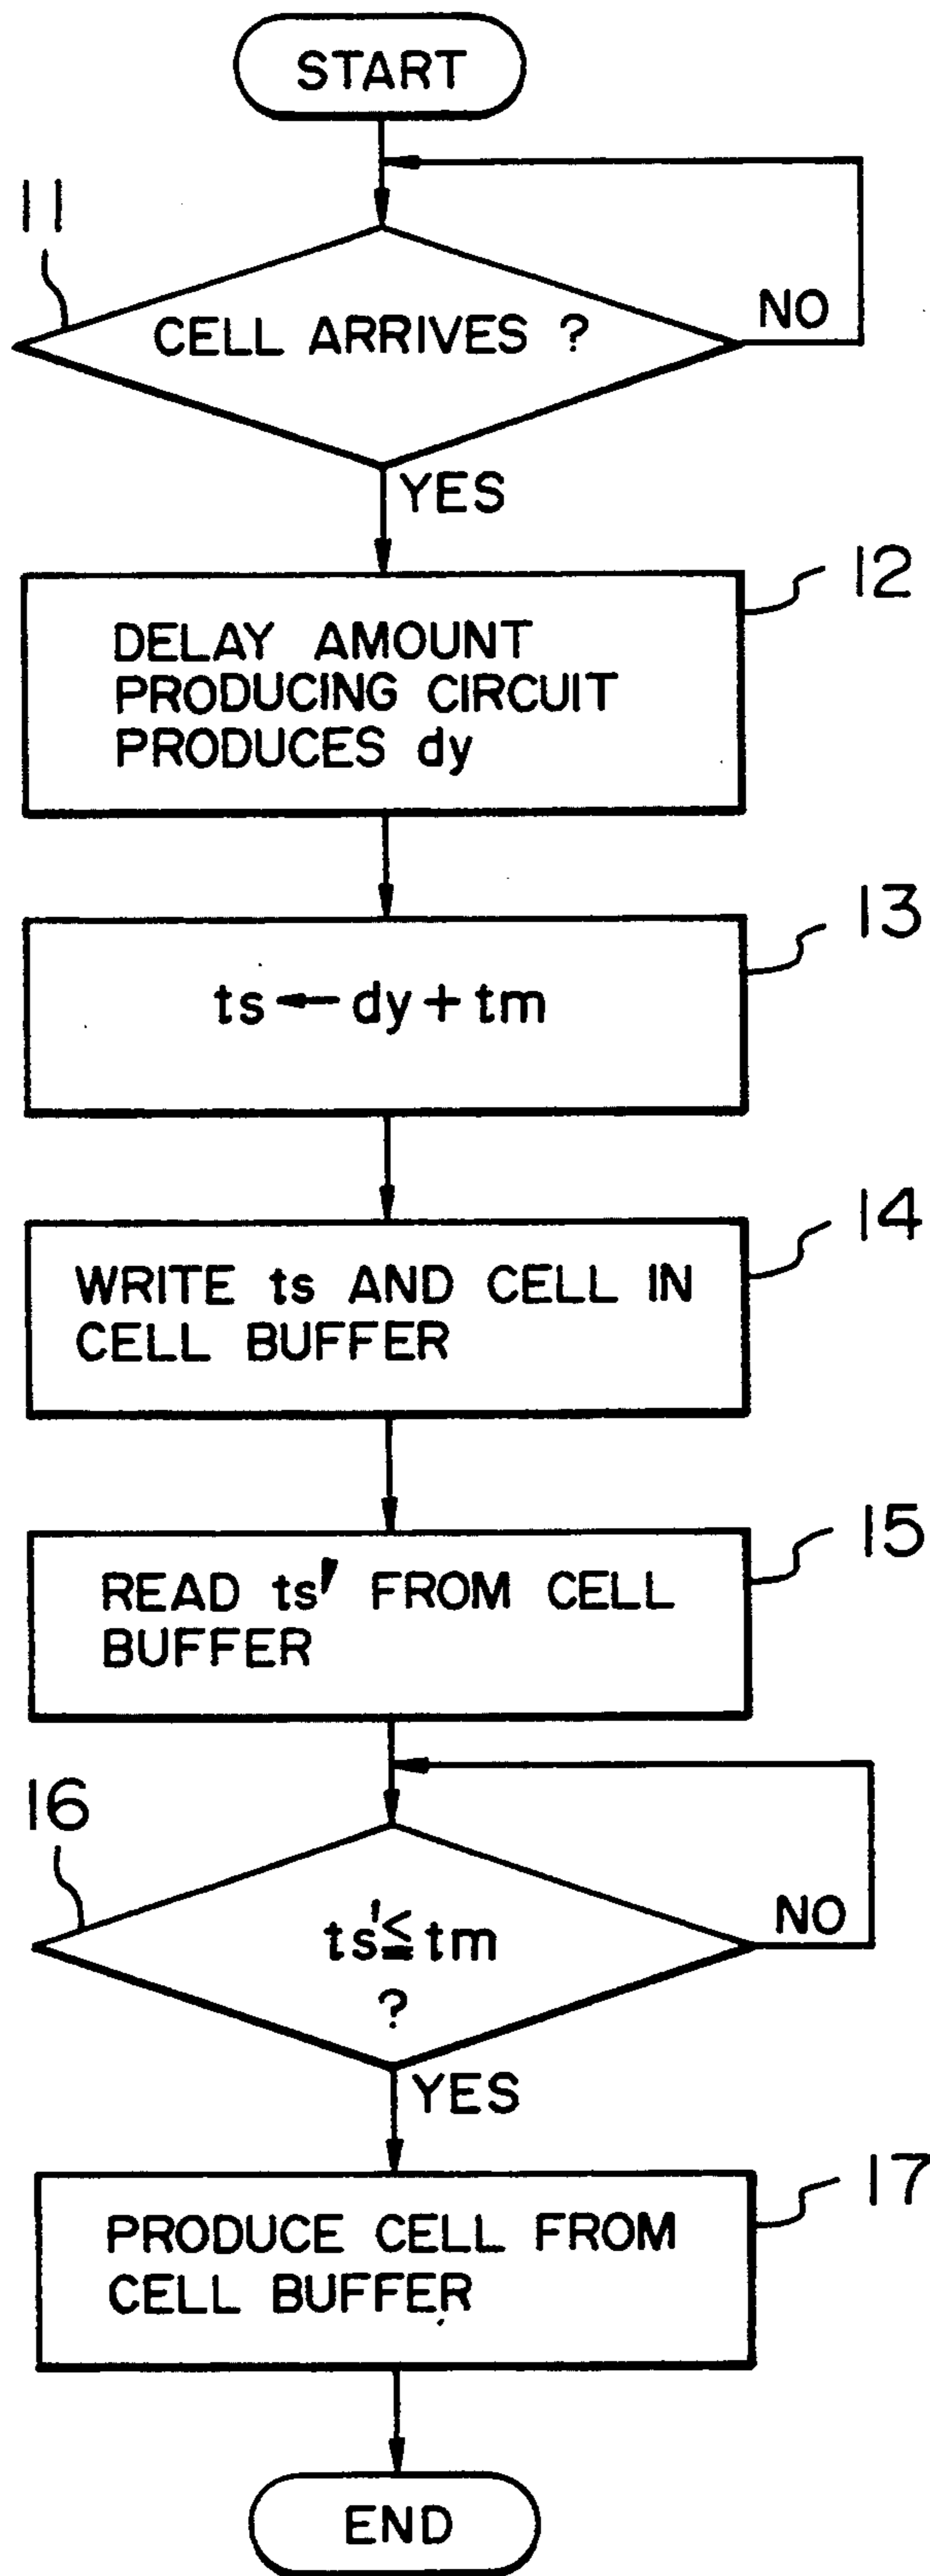 START
11
CELL ARRIVES ?
NO
YES
12
DELAY AMOUNT
PRODUCING CIRCUIT
PRODUCES dy
13
ts ← dy + tm
14
WRITE ts AND CELL IN
CELL BUFFER
15
READ ts' FROM CELL
BUFFER
16
ts' ≦ tm
?
NO
YES
17
PRODUCE CELL FROM
CELL BUFFER
END